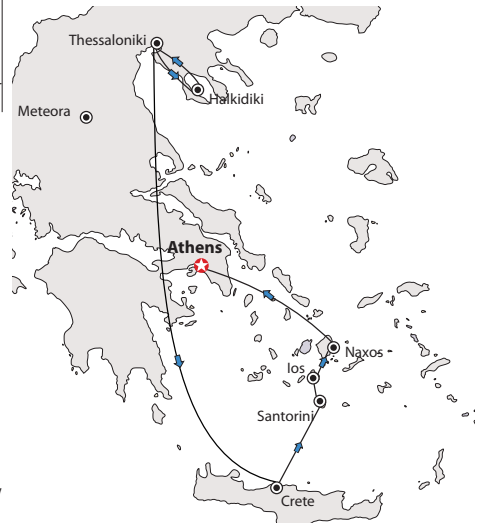 Thessaloniki
Halkidiki
Meteora
Athens
Naxos
Ios
Santorini
Crete